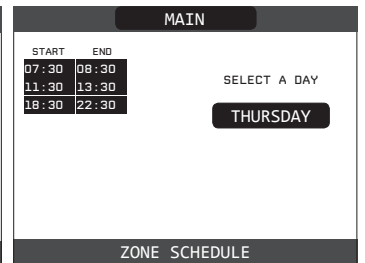 MAIN
START END
07:30 08:30
11:30 13:30
18:30 22:30
SELECT A DAY
THURSDAY
ZONE SCHEDULE